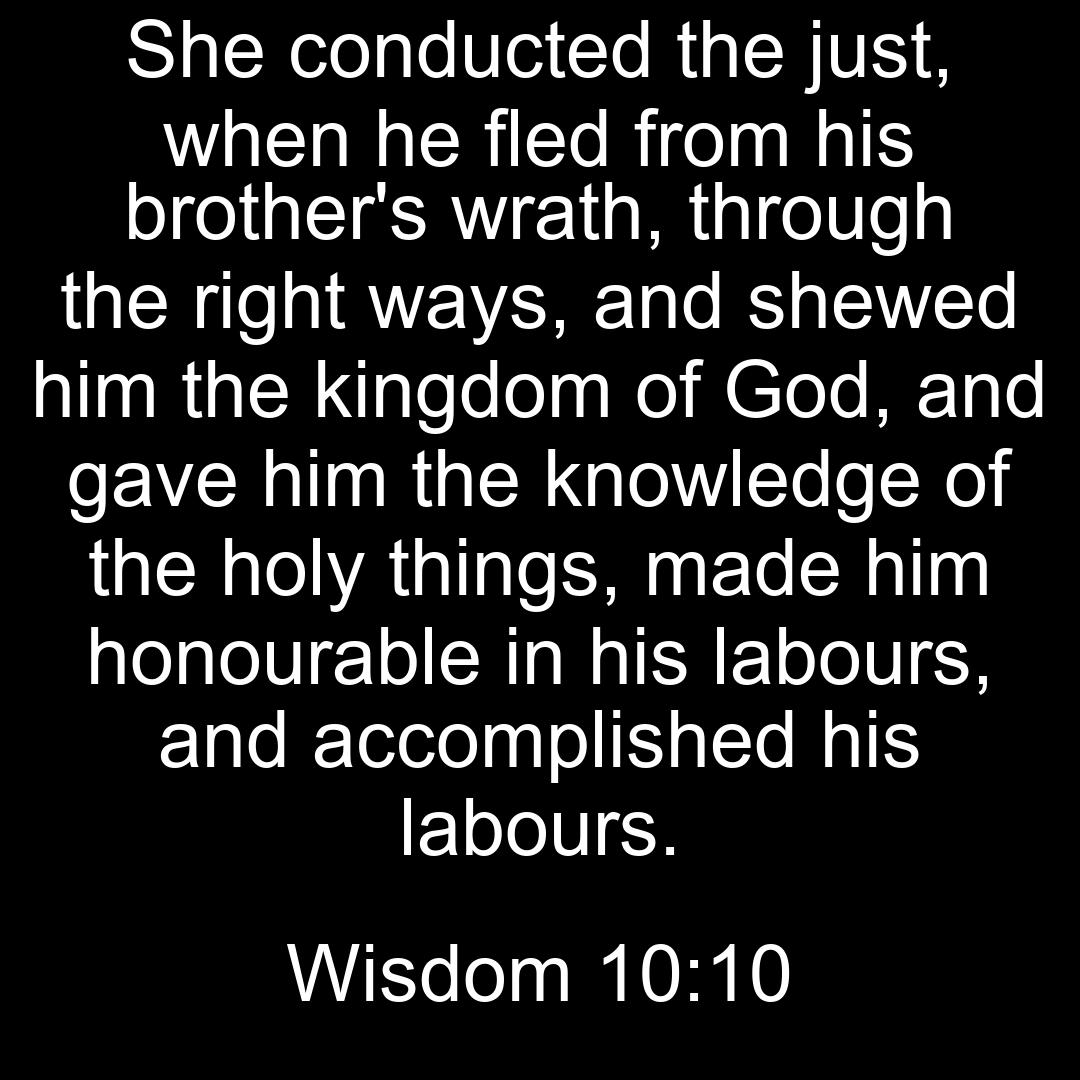 She conducted the just,
when he fled from his
brother's wrath, through
the right ways, and shewed
him the kingdom of God, and
gave him the knowledge of
the holy things, made him
honourable in his labours,
and accomplished his
labours.
Wisdom 10:10